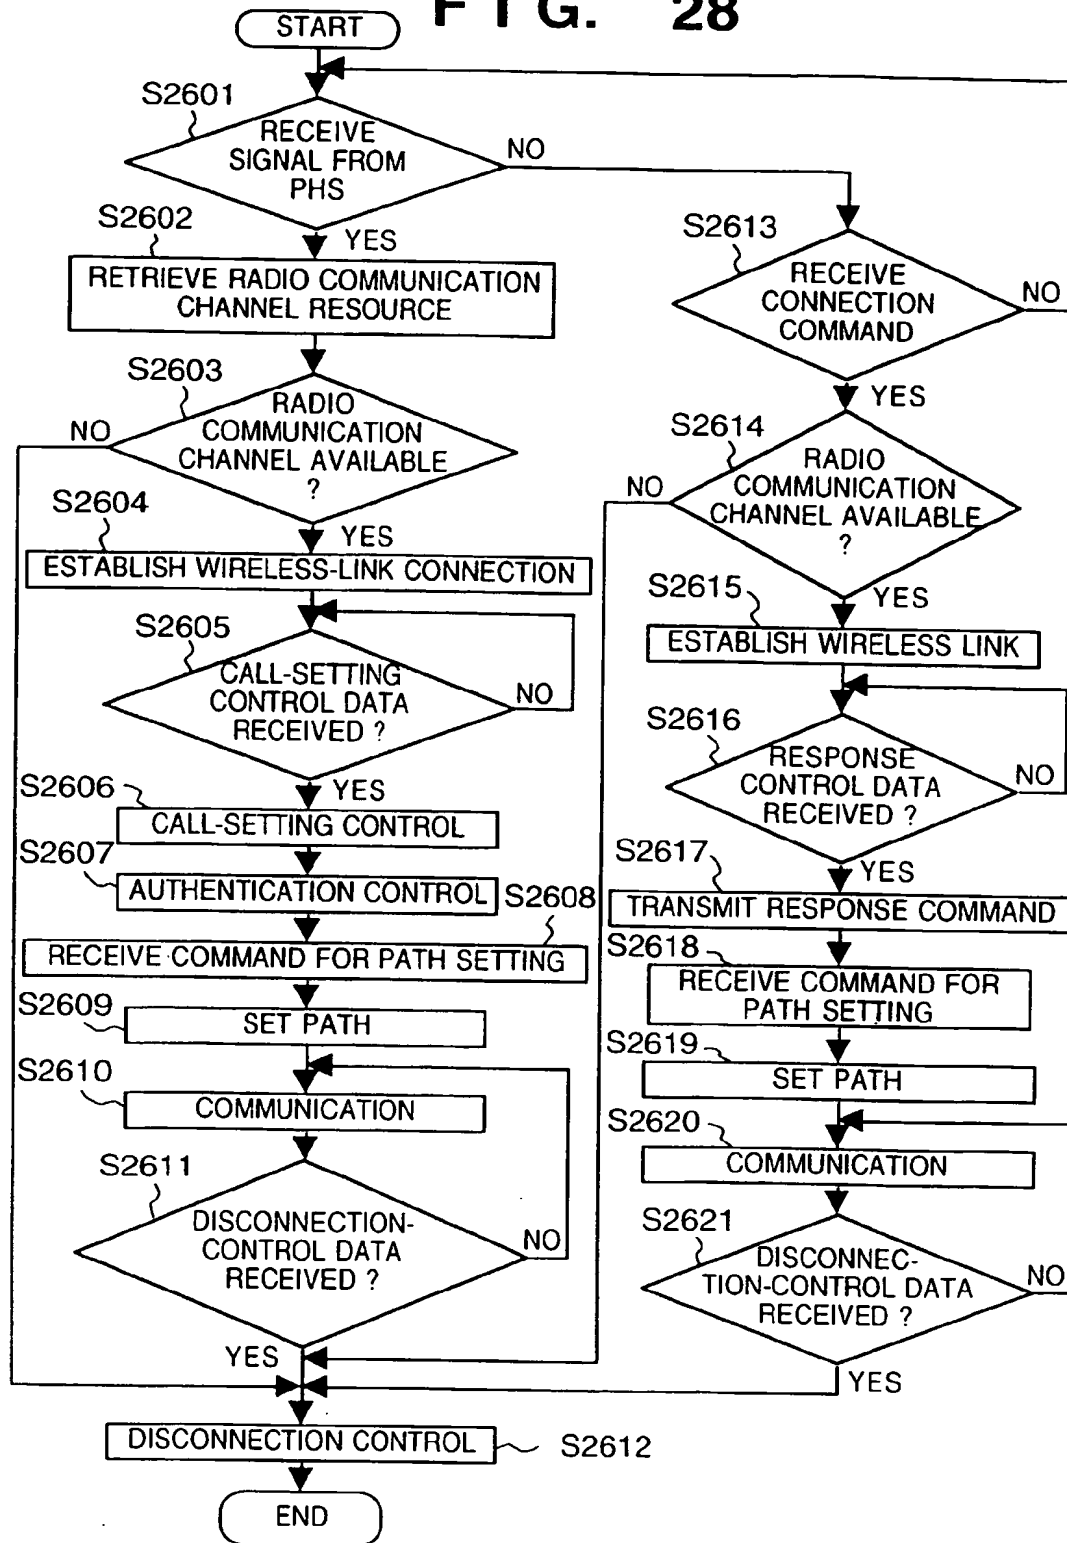 FIG. 28
START
S2601
RECEIVE
SIGNAL FROM
PHS
NO
YES
S2602
RETRIEVE RADIO COMMUNICATION
CHANNEL RESOURCE
S2603
RADIO
COMMUNICATION
CHANNEL AVAILABLE
?
NO
YES
S2604
ESTABLISH WIRELESS-LINK CONNECTION
S2605
CALL-SETTING
CONTROL DATA
RECEIVED ?
NO
YES
S2606
CALL-SETTING CONTROL
S2607
AUTHENTICATION CONTROL
S2608
RECEIVE COMMAND FOR PATH SETTING
S2609
SET PATH
S2610
COMMUNICATION
S2611
DISCONNECTION-
CONTROL DATA
RECEIVED ?
NO
YES
DISCONNECTION CONTROL
S2612
END
S2613
RECEIVE
CONNECTION
COMMAND
NO
YES
S2614
RADIO
COMMUNICATION
CHANNEL AVAILABLE
?
NO
YES
S2615
ESTABLISH WIRELESS LINK
S2616
RESPONSE
CONTROL DATA
RECEIVED ?
NO
YES
S2617
TRANSMIT RESPONSE COMMAND
S2618
RECEIVE COMMAND FOR
PATH SETTING
S2619
SET PATH
S2620
COMMUNICATION
S2621
DISCONNEC-
TION-CONTROL DATA
RECEIVED ?
NO
YES